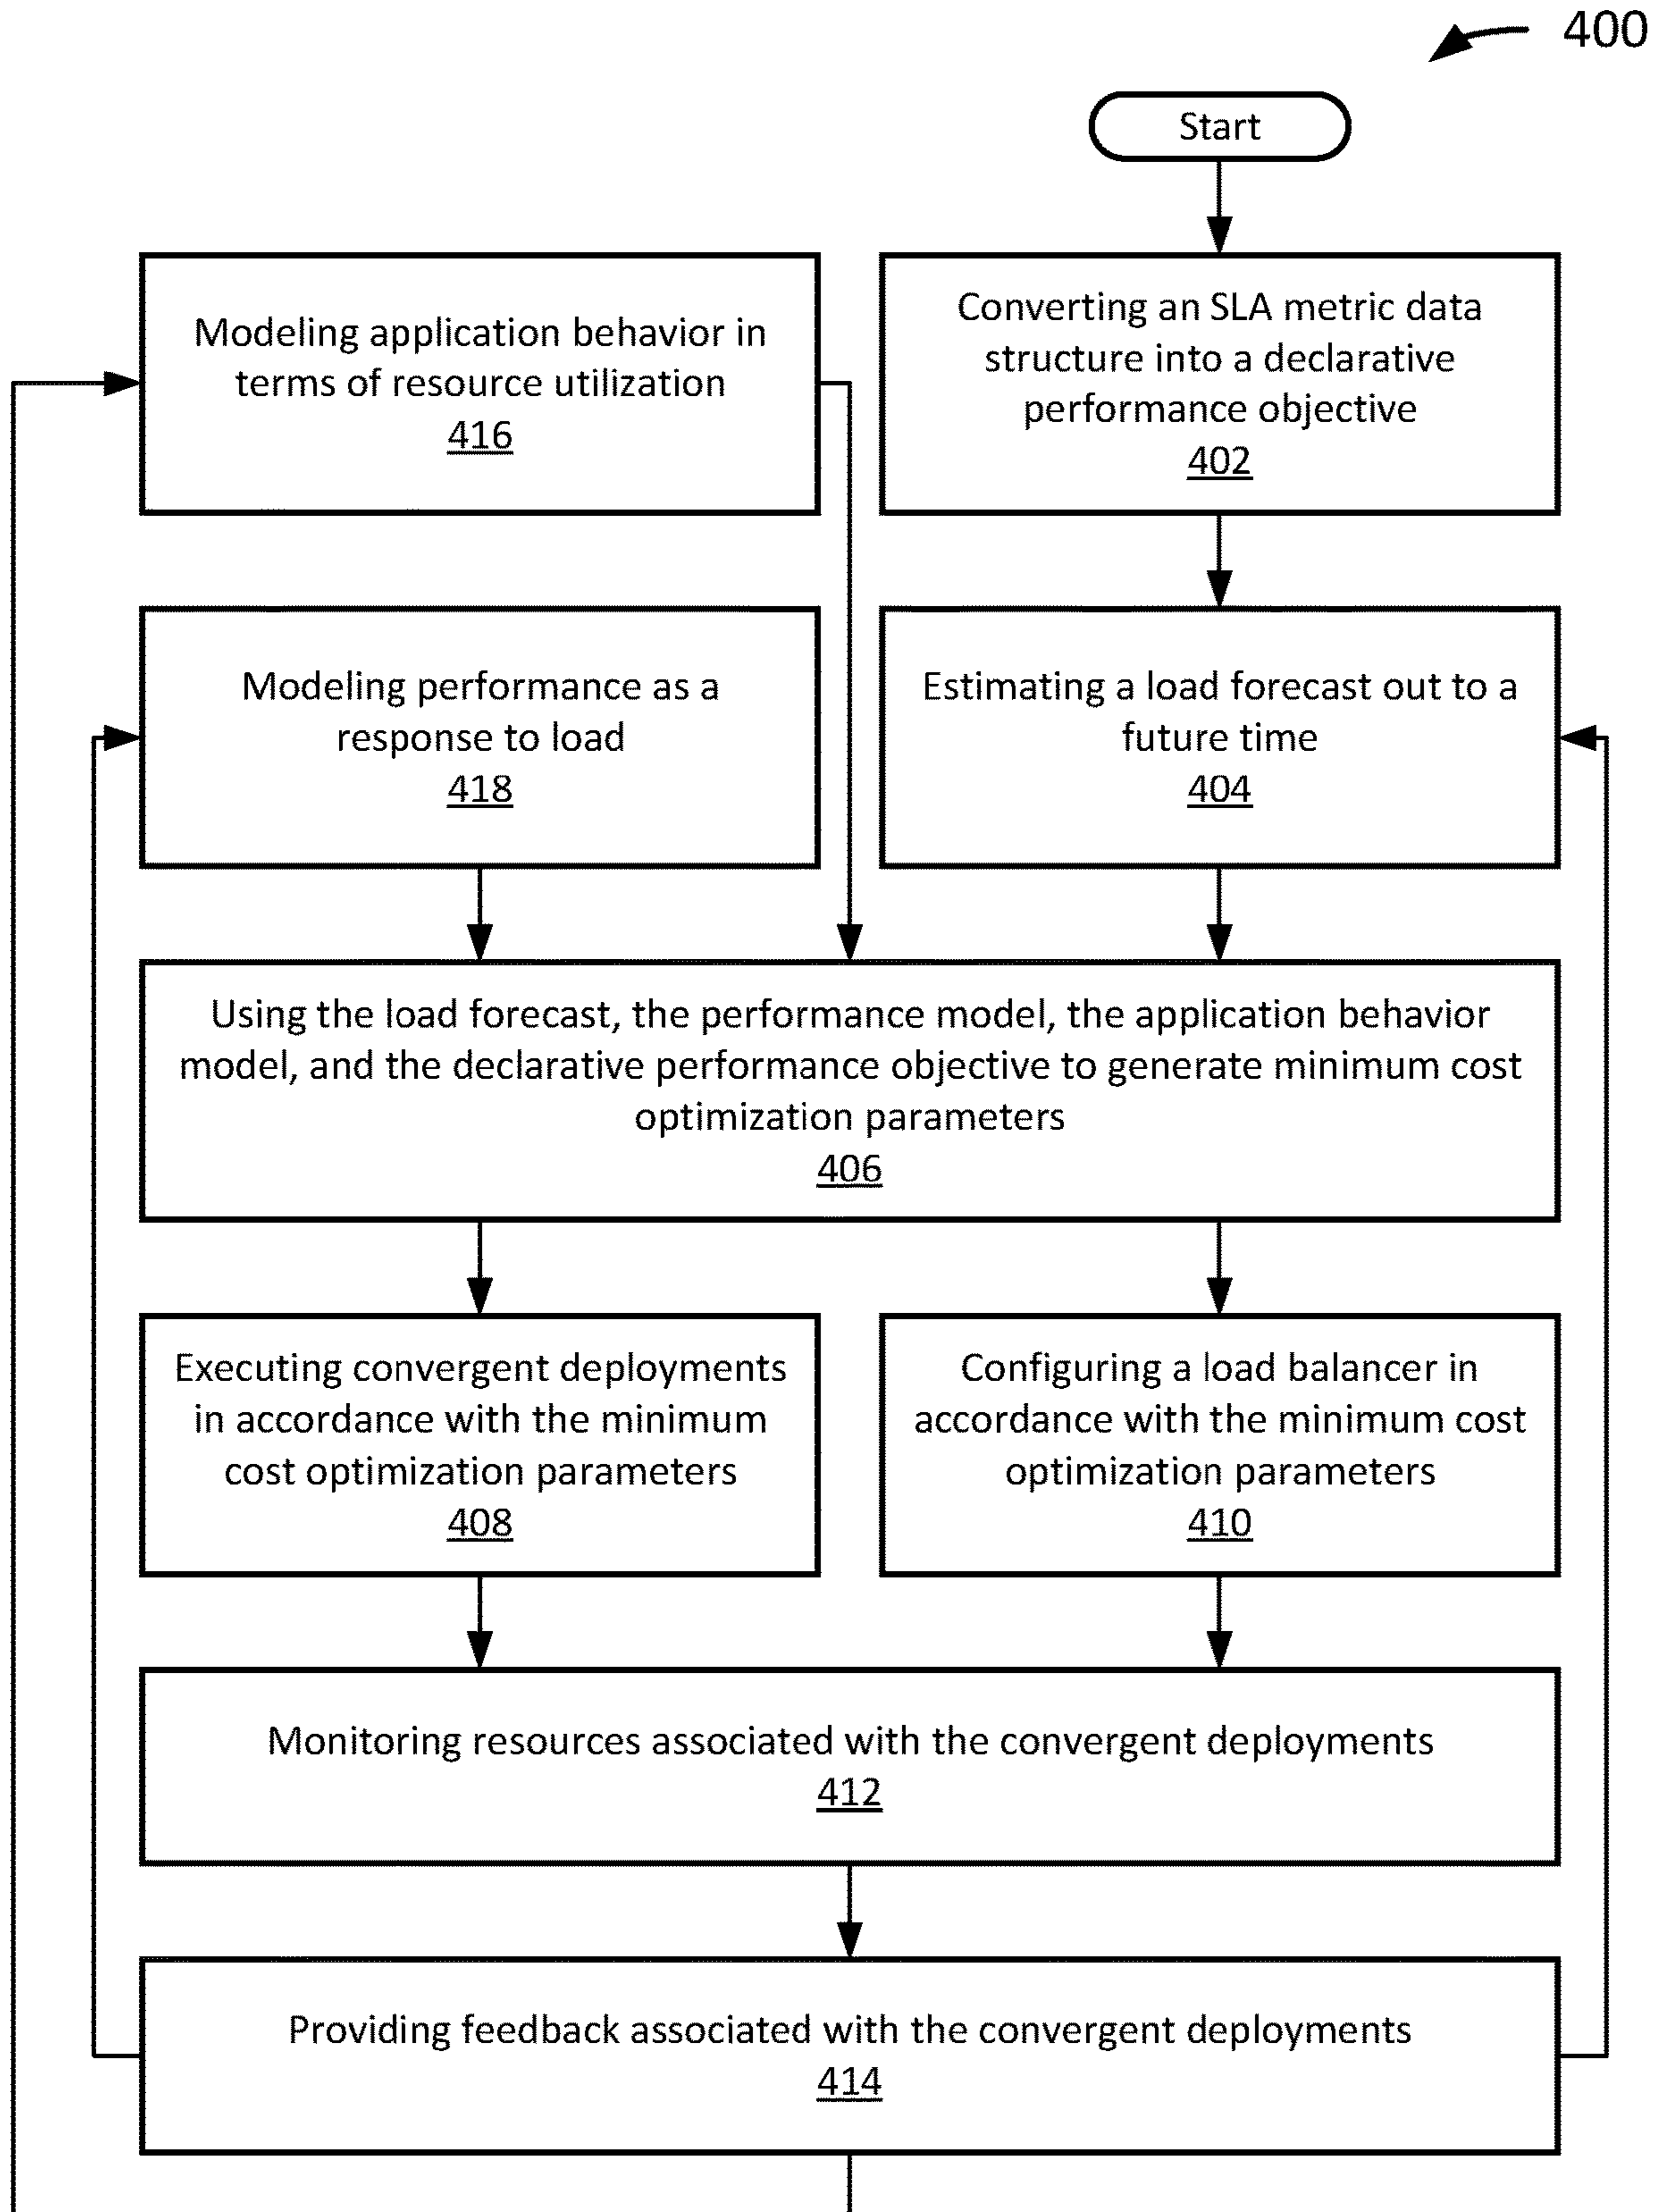 400
Start
Modeling application behavior in
terms of resource utilization
416
Converting an SLA metric data
structure into a declarative
performance objective
402
Modeling performance as a
response to load
418
Estimating a load forecast out to a
future time
404
Using the load forecast, the performance model, the application behavior
model, and the declarative performance objective to generate minimum cost
optimization parameters
406
Executing convergent deployments
in accordance with the minimum
cost optimization parameters
408
Configuring a load balancer in
accordance with the minimum cost
optimization parameters
410
Monitoring resources associated with the convergent deployments
412
Providing feedback associated with the convergent deployments
414